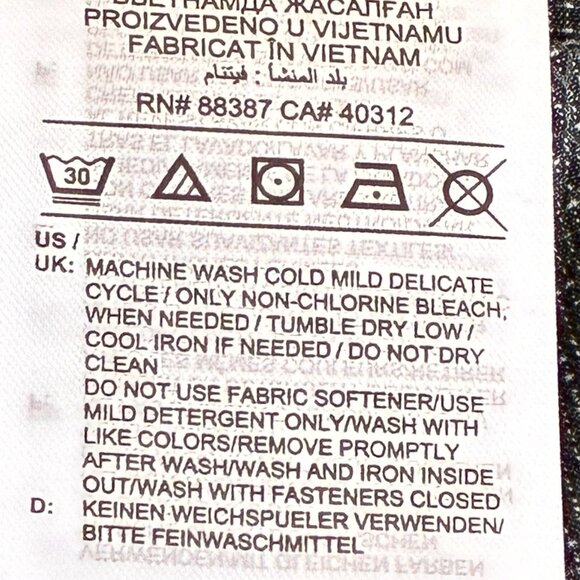 ВЬЕТНАМДА ЖАСАЛҒАН
PROIZVEDENO U VIJETNAMU
FABRICAT ÎN VIETNAM
بلد المنشأ : فيتنام
RN# 88387 CA# 40312
30
US /
UK: MACHINE WASH COLD MILD DELICATE
CYCLE / ONLY NON-CHLORINE BLEACH,
WHEN NEEDED / TUMBLE DRY LOW /
COOL IRON IF NEEDED / DO NOT DRY
CLEAN
DO NOT USE FABRIC SOFTENER/USE
MILD DETERGENT ONLY/WASH WITH
LIKE COLORS/REMOVE PROMPTLY
AFTER WASH/WASH AND IRON INSIDE
OUT/WASH WITH FASTENERS CLOSED
D: KEINEN WEICHSPUELER VERWENDEN/
BITTE FEINWASCHMITTEL